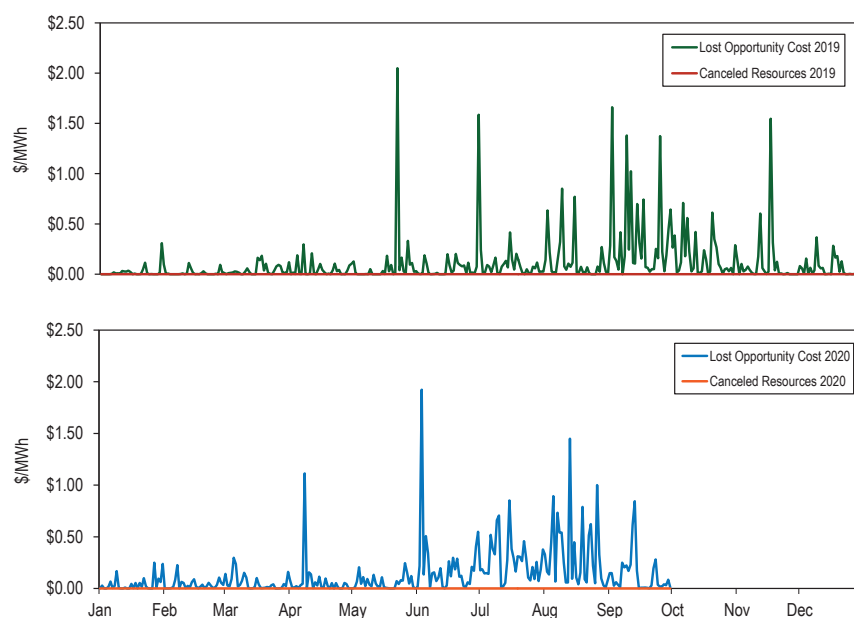 $2.50
$2.00
$1.50
$1.00
$0.50
$0.00
$/MWh
Lost Opportunity Cost 2019
Canceled Resources 2019
$2.50
$2.00
$1.50
$1.00
$0.50
$0.00
$/MWh
Lost Opportunity Cost 2020
Canceled Resources 2020
Jan Feb Mar Apr May Jun Jul Aug Sep Oct Nov Dec